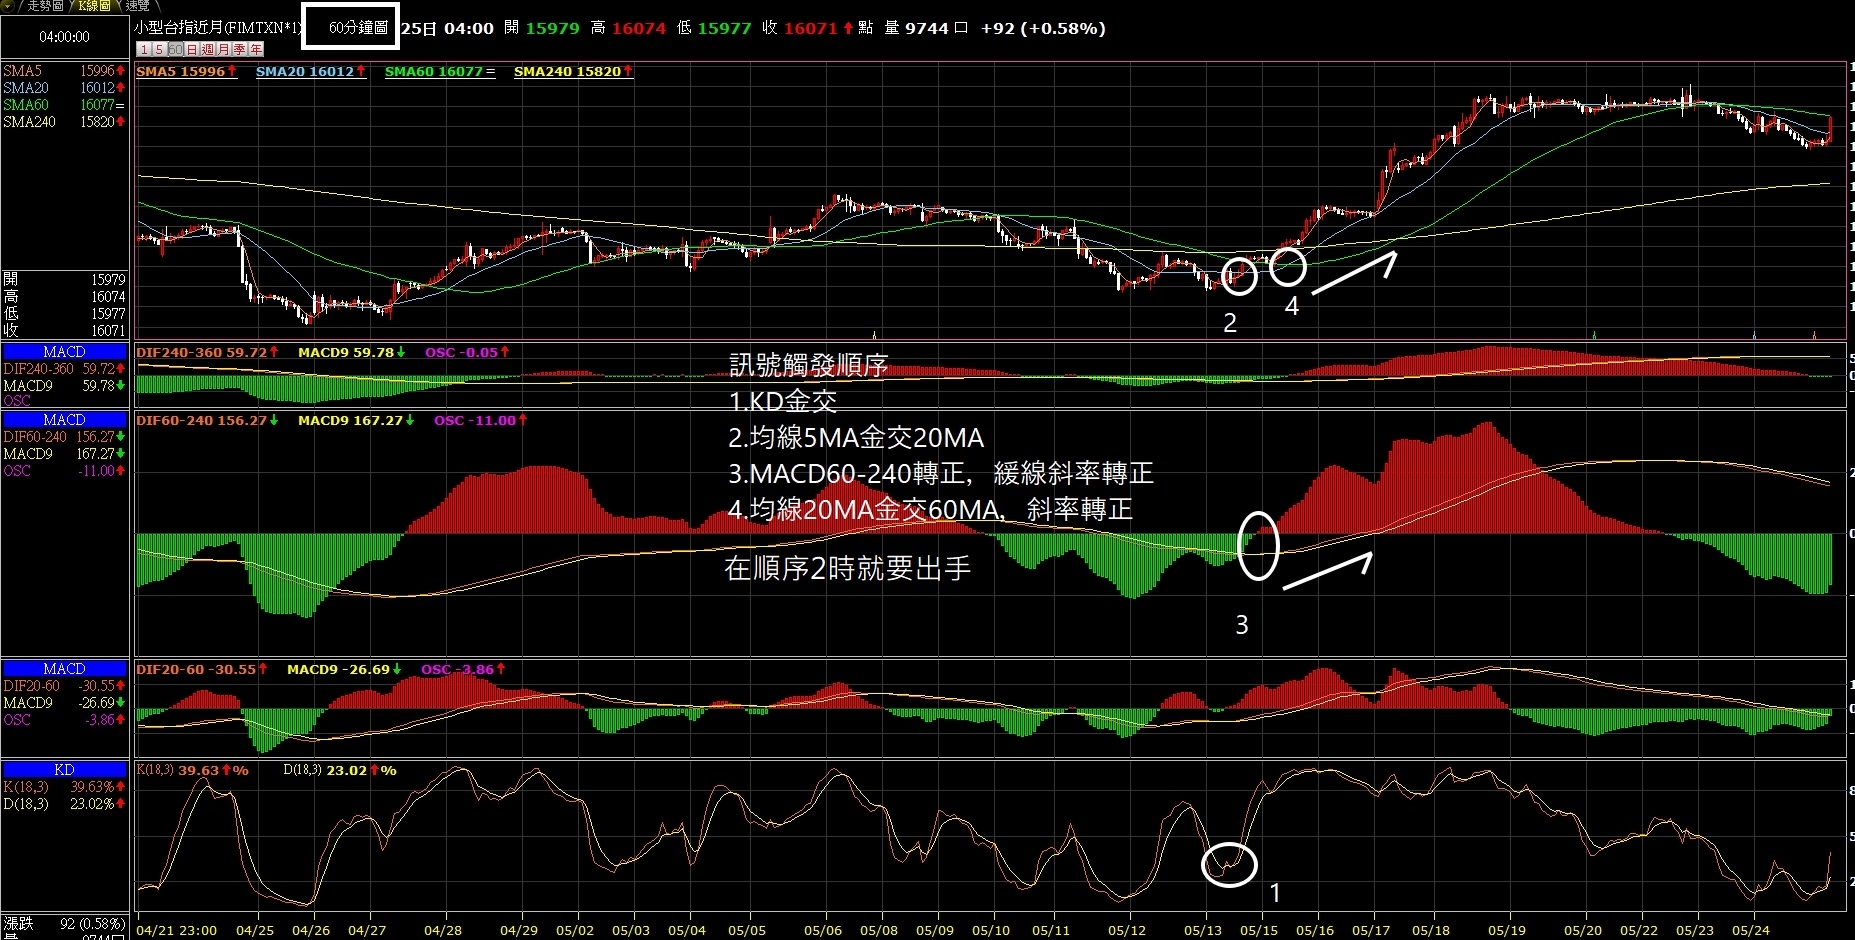 走勢圖 K線圖 速覽
04:00:00
小型台指近月(FIMTXN*1) 60分鐘圖 25日 04:00 開 15979 高 16074 低 15977 收 16071 點 量 9744 口 +92 (+0.58%)
1 5 60 日 週 月 季 年
SMA5 15996
SMA20 16012
SMA60 16077=
SMA240 15820
SMA5 15996 SMA20 16012 SMA60 16077= SMA240 15820
2
4
開 15979
高 16074
低 15977
收 16071
MACD
DIF240-360 59.72
MACD9 59.78
OSC
DIF240-360 59.72 MACD9 59.78 OSC -0.05
訊號觸發順序
1.KD金交
2.均線5MA金交20MA
3.MACD60-240轉正, 緩線斜率轉正
4.均線20MA金交60MA, 斜率轉正
在順序2時就要出手
MACD
DIF60-240 156.27
MACD9 167.27
OSC -11.00
DIF60-240 156.27 MACD9 167.27 OSC -11.00
3
MACD
DIF20-60 -30.55
MACD9 -26.69
OSC -3.86
DIF20-60 -30.55 MACD9 -26.69 OSC -3.86
KD
K(18,3) 39.63%
D(18,3) 23.02%
K(18,3) 39.63% D(18,3) 23.02%
1
漲跌 92 (0.58%)
04/21 23:00 04/25 04/26 04/27 04/28 04/29 05/02 05/03 05/04 05/05 05/06 05/08 05/09 05/10 05/11 05/12 05/13 05/15 05/16 05/17 05/18 05/19 05/20 05/22 05/23 05/24